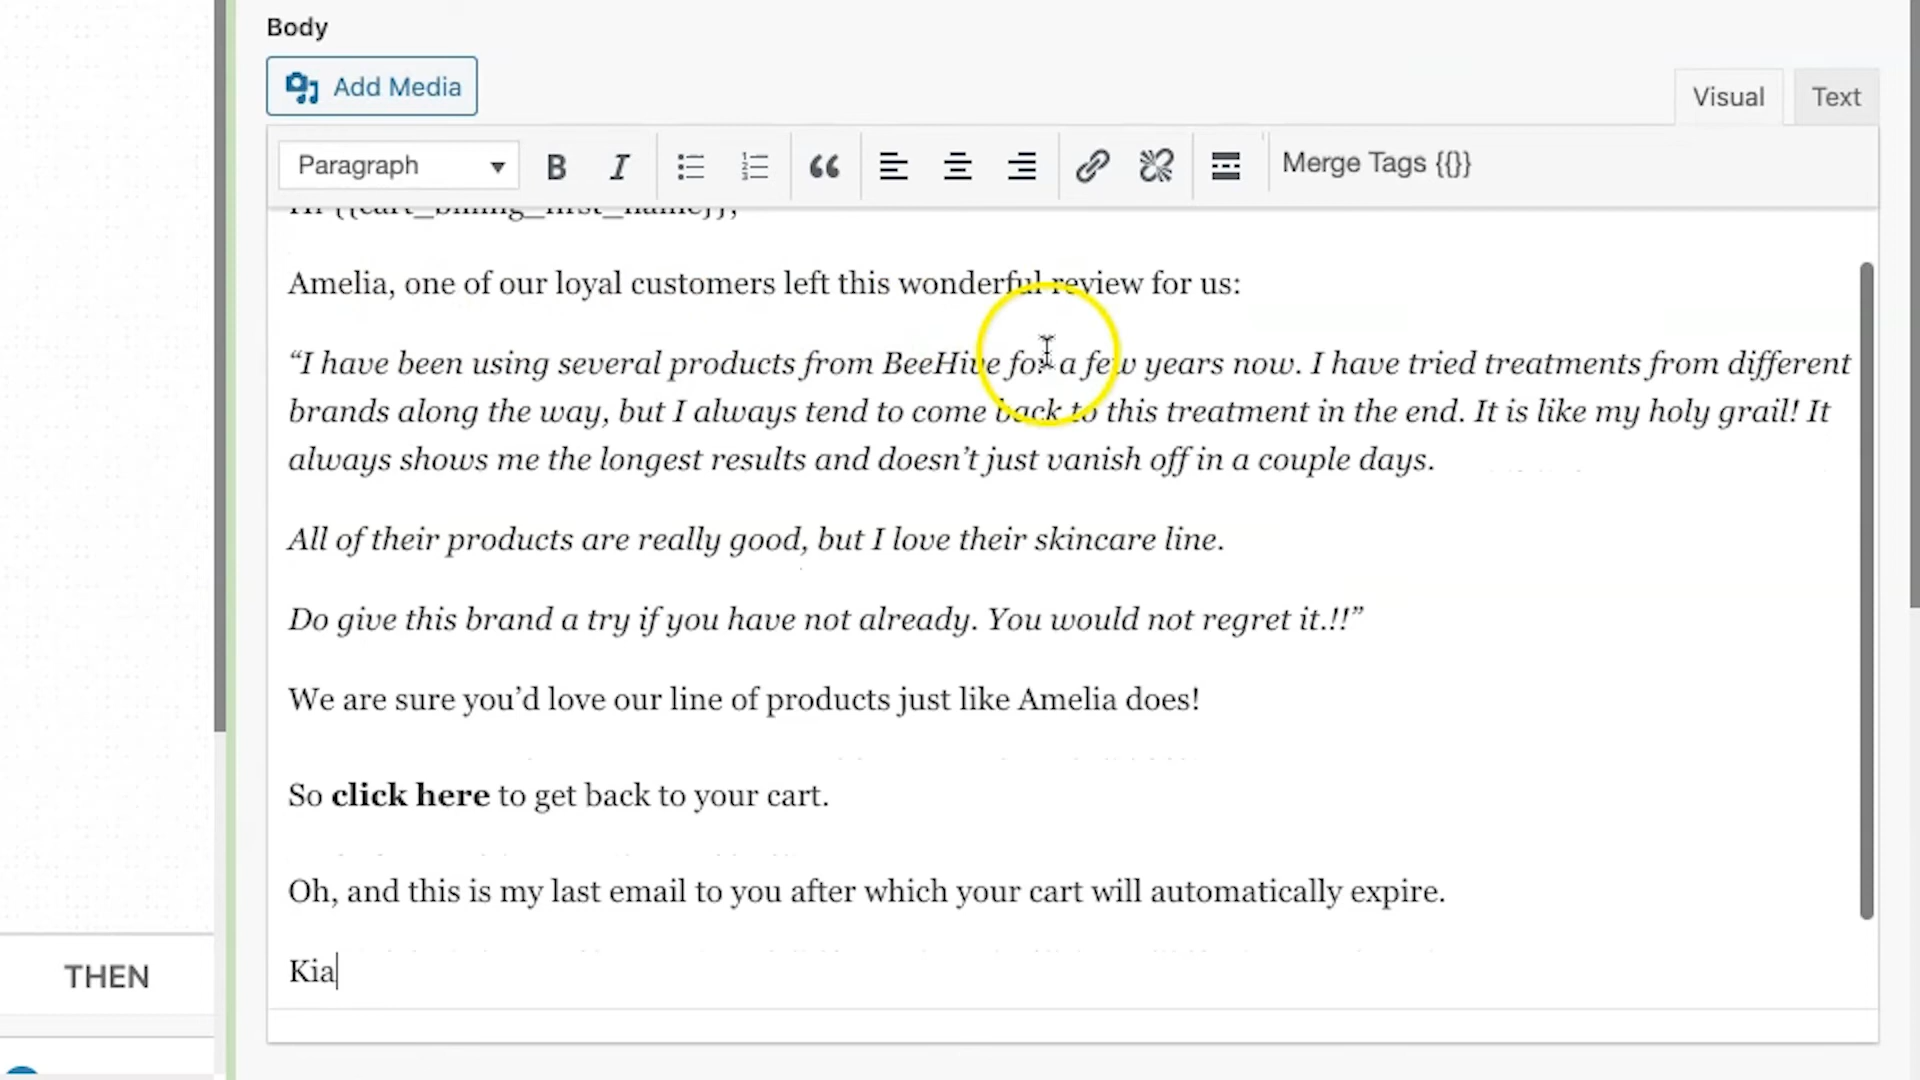 Body
Add Media
Visual
Text
Paragraph
B
I
Merge Tags {{}}
Hi {{cart_billing_first_name}},
Amelia, one of our loyal customers left this wonderful review for us:
“I have been using several products from BeeHive for a few years now. I have tried treatments from different
brands along the way, but I always tend to come back to this treatment in the end. It is like my holy grail! It
always shows me the longest results and doesn’t just vanish off in a couple days.
All of their products are really good, but I love their skincare line.
Do give this brand a try if you have not already. You would not regret it.!!”
We are sure you’d love our line of products just like Amelia does!
So click here to get back to your cart.
Oh, and this is my last email to you after which your cart will automatically expire.
Kia
THEN